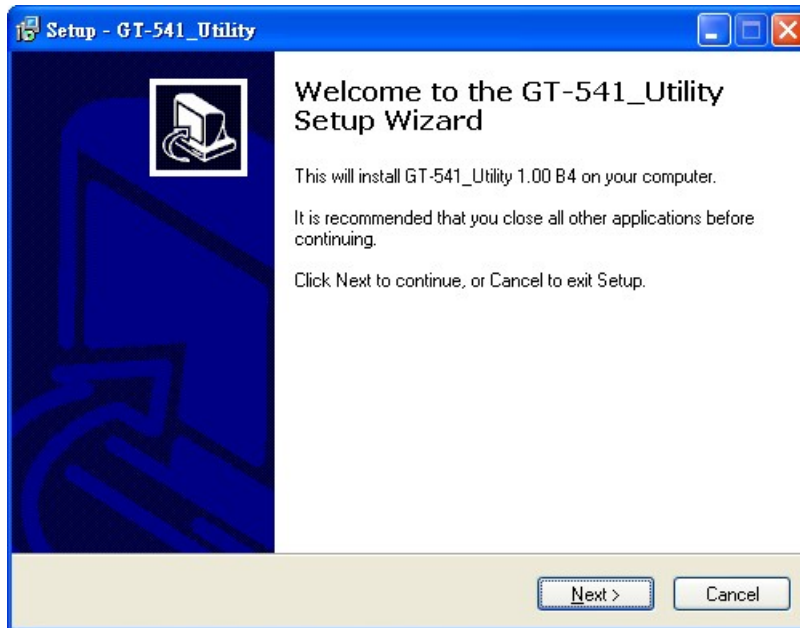 Setup - GT-541_Utility
Welcome to the GT-541_Utility
Setup Wizard
This will install GT-541_Utility 1.00 B4 on your computer.
It is recommended that you close all other applications before
continuing.
Click Next to continue, or Cancel to exit Setup.
Next >
Cancel